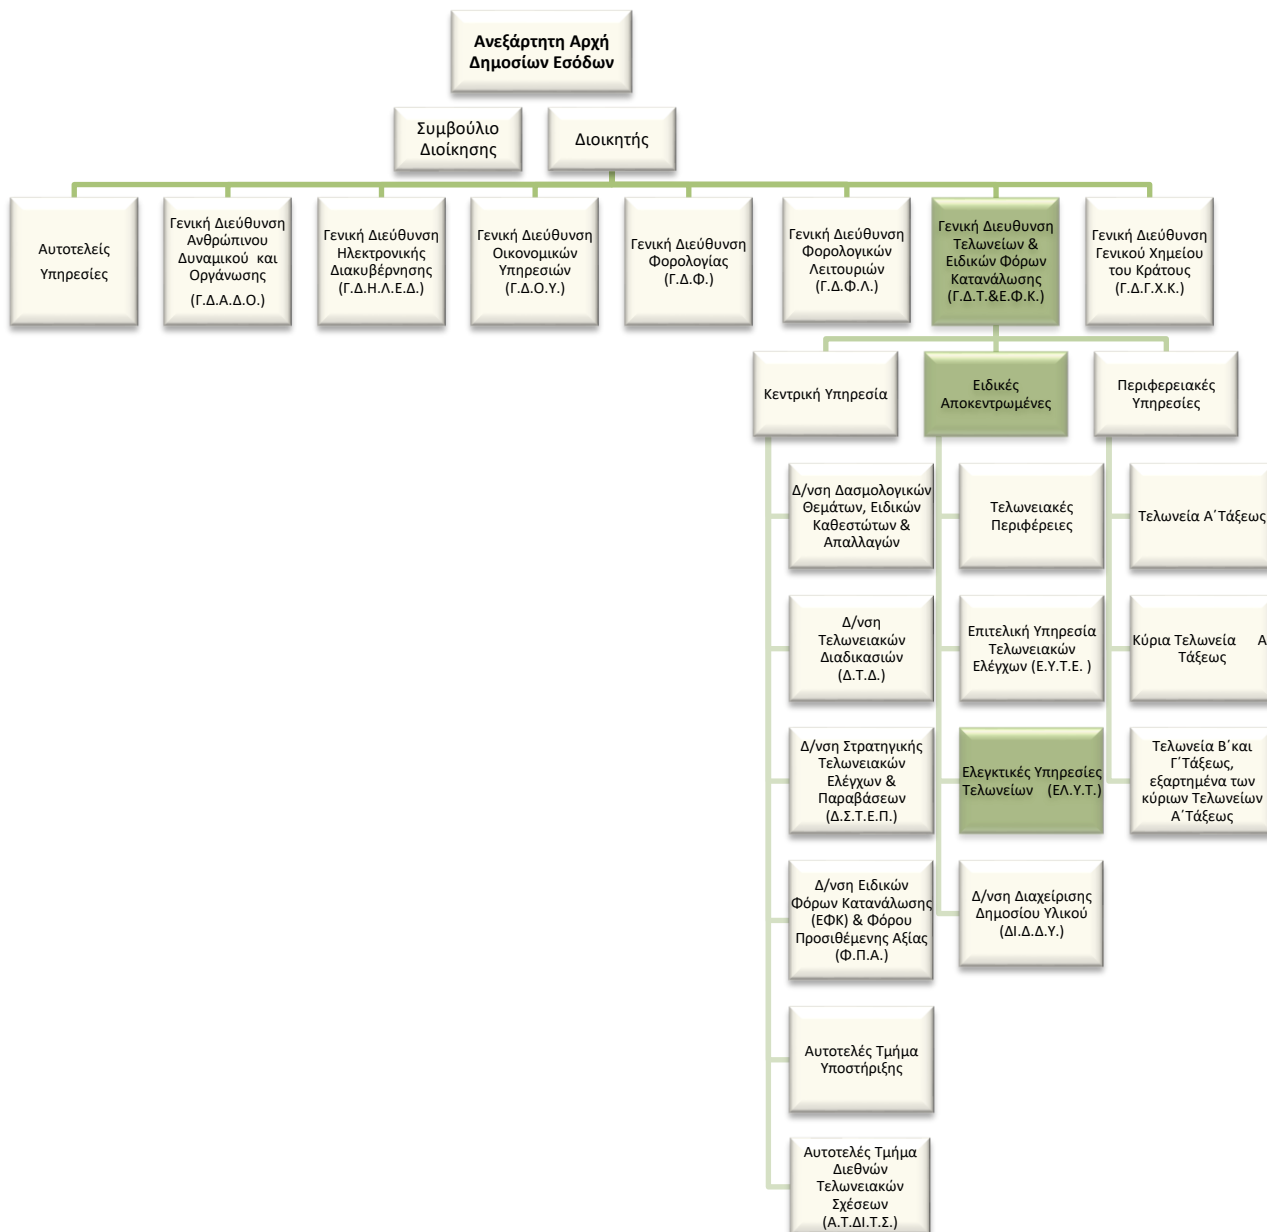 Ανεξάρτητη Αρχή
Δημοσίων Εσόδων
Συμβούλιο
Διοίκησης
Διοικητής
Αυτοτελείς
Υπηρεσίες
Γενική Διεύθυνση
Ανθρώπινου
Δυναμικού και
Οργάνωσης
(Γ.Δ.Α.Δ.Ο.)
Γενική Διεύθυνση
Ηλεκτρονικής
Διακυβέρνησης
(Γ.Δ.Η.Λ.Ε.Δ.)
Γενική Διεύθυνση
Οικονομικών
Υπηρεσιών
(Γ.Δ.Ο.Υ.)
Γενική Διεύθυνση
Φορολογίας
(Γ.Δ.Φ.)
Γενική Διεύθυνση
Φορολογικών
Λειτουριών
(Γ.Δ.Φ.Λ.)
Γενική Διευθυνση
Τελωνείων &
Ειδικών Φόρων
Κατανάλωσης
(Γ.Δ.Τ.&Ε.Φ.Κ.)
Γενική Διεύθυνση
Γενικού Χημείου
του Κράτους
(Γ.Δ.Γ.Χ.Κ.)
Κεντρική Υπηρεσία
Ειδικές
Αποκεντρωμένες
Περιφερειακές
Υπηρεσίες
Δ/νση Δασμολογικών
Θεμάτων, Ειδικών
Καθεστώτων &
Απαλλαγών
Τελωνειακές
Περιφέρειες
Τελωνεία Α΄Τάξεως
Δ/νση
Τελωνειακών
Διαδικασιών
(Δ.Τ.Δ.)
Επιτελική Υπηρεσία
Τελωνειακών
Ελέγχων (Ε.Υ.Τ.Ε. )
Κύρια Τελωνεία Α
Τάξεως
Δ/νση Στρατηγικής
Τελωνειακών
Ελέγχων &
Παραβάσεων
(Δ.Σ.Τ.Ε.Π.)
Ελεγκτικές Υπηρεσίες
Τελωνείων (ΕΛ.Υ.Τ.)
Τελωνεία Β΄και
Γ΄Τάξεως,
εξαρτημένα των
κύριων Τελωνείων
Α΄Τάξεως
Δ/νση Ειδικών
Φόρων Κατανάλωσης
(ΕΦΚ) & Φόρου
Προσιθέμενης Αξίας
(Φ.Π.Α.)
Δ/νση Διαχείρισης
Δημοσίου Υλικού
(ΔΙ.Δ.Δ.Υ.)
Αυτοτελές Τμήμα
Υποστήριξης
Αυτοτελές Τμήμα
Διεθνών
Τελωνειακών
Σχέσεων
(Α.Τ.ΔΙ.Τ.Σ.)